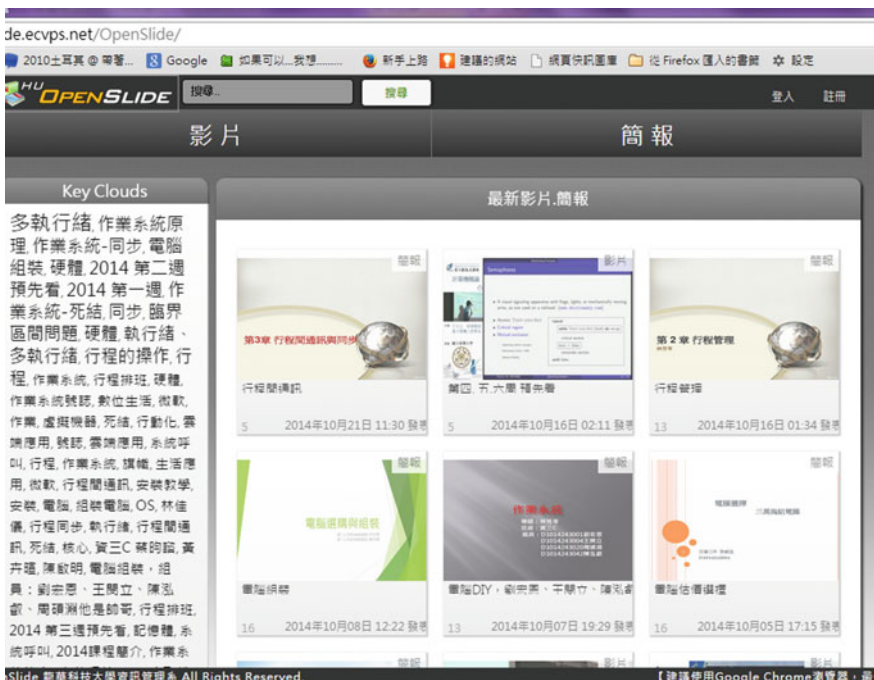 de.ecvps.net/OpenSlide/
2010土耳其 @ 帶著...
Google
如果可以...我想.........
新手上路
建議的網站
網頁快訊圖庫
從 Firefox 匯入的書籤
設定
HU
OPENSLIDE
搜尋...
搜尋
登入
註冊
影片
簡報
Key Clouds
多執行緒, 作業系統原
理, 作業系統-同步, 電腦
組裝, 硬體, 2014 第二週
預先看, 2014 第一週, 作
業系統-死結, 同步, 臨界
區間問題, 硬體, 執行緒、
多執行緒, 行程的操作, 行
程, 作業系統, 行程排班, 硬體,
作業系統號誌, 數位生活, 微軟,
作業, 虛擬機器, 死結, 行動化, 雲
端應用, 號誌, 雲端應用, 系統呼
叫, 行程, 作業系統, 旗幟, 生活應
用, 微軟, 行程間通訊, 安裝教學,
安裝, 電腦, 組裝電腦, OS, 林佳
儀, 行程同步, 執行緒, 行程間通
訊, 死結, 核心, 資三C
陳啟明, 電腦組裝，組
員：劉宏恩、王閔立、陳泓
叡、周碩瀕他是帥哥, 行程排班,
2014 第三週預先看, 記憶體, 系
統呼叫, 2014課程簡介, 作業系
最新影片.簡報
簡報
第3章 行程間通訊與同步
行程間通訊
5
2014年10月21日 11:30 發表
影片
Semaphores
第四, 五, 六周 預先看
5
2014年10月16日 02:11 發表
簡報
第 2 章 行程管理
行程管理
13
2014年10月16日 01:34 發表
簡報
電腦選購與組裝
電腦組裝
16
2014年10月08日 12:22 發表
簡報
作業系統
電腦DIY，劉宏恩、王閔立、陳泓叡
13
2014年10月07日 19:29 發表
簡報
電腦選擇
電腦估價選擇
16
2014年10月05日 17:15 發表
簡報
影片
影片
nSlide 龍華科技大學資訊管理系 All Rights Reserved.
【建議使用Google Chrome瀏覽器，最